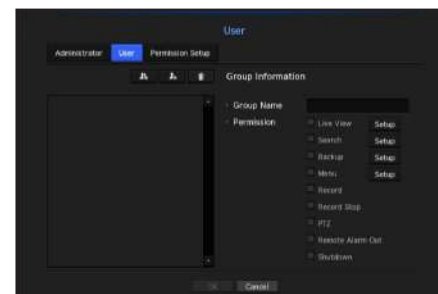 User
Administrator User Permission Setup
Group Information
Group Name
Permission
Live View Setup
Search Setup
Backup Setup
Menu Setup
Record
Record Stop
PTZ
Remote Alarm Out
Shutdown
OK Cancel